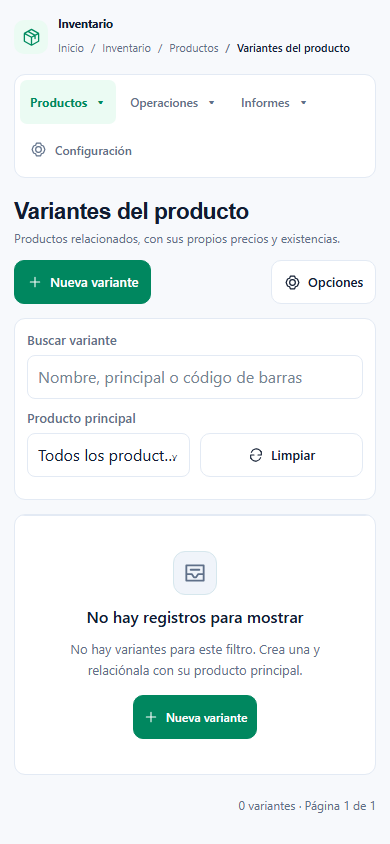 Inventario
Inicio / Inventario / Productos / Variantes del producto
Productos
Operaciones
Informes
Configuración
Variantes del producto
Productos relacionados, con sus propios precios y existencias.
+ Nueva variante
Opciones
Buscar variante
Nombre, principal o código de barras
Producto principal
Todos los product...
Limpiar
No hay registros para mostrar
No hay variantes para este filtro. Crea una y
relaciónala con su producto principal.
+ Nueva variante
0 variantes · Página 1 de 1